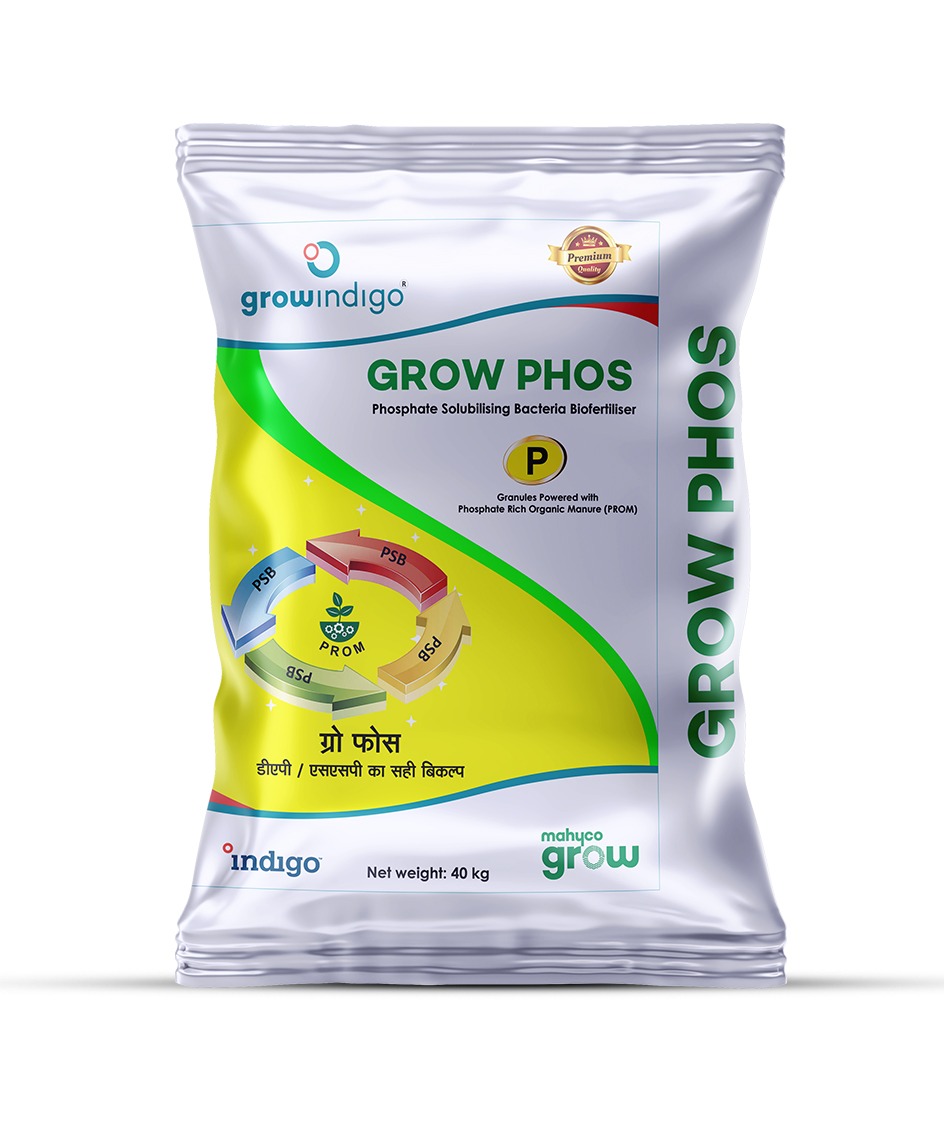 growindigo®
Premium
Quality
GROW PHOS
Phosphate Solubilising Bacteria Biofertiliser
P
Granules Powered with
Phosphate Rich Organic Manure (PROM)
PSB
PSB
PSB
PSB
PROM
ग्रो फोस
डीएपी / एसएसपी का सही बिकल्प
indigo
Net weight: 40 kg
mahyco
grow
GROW PHOS